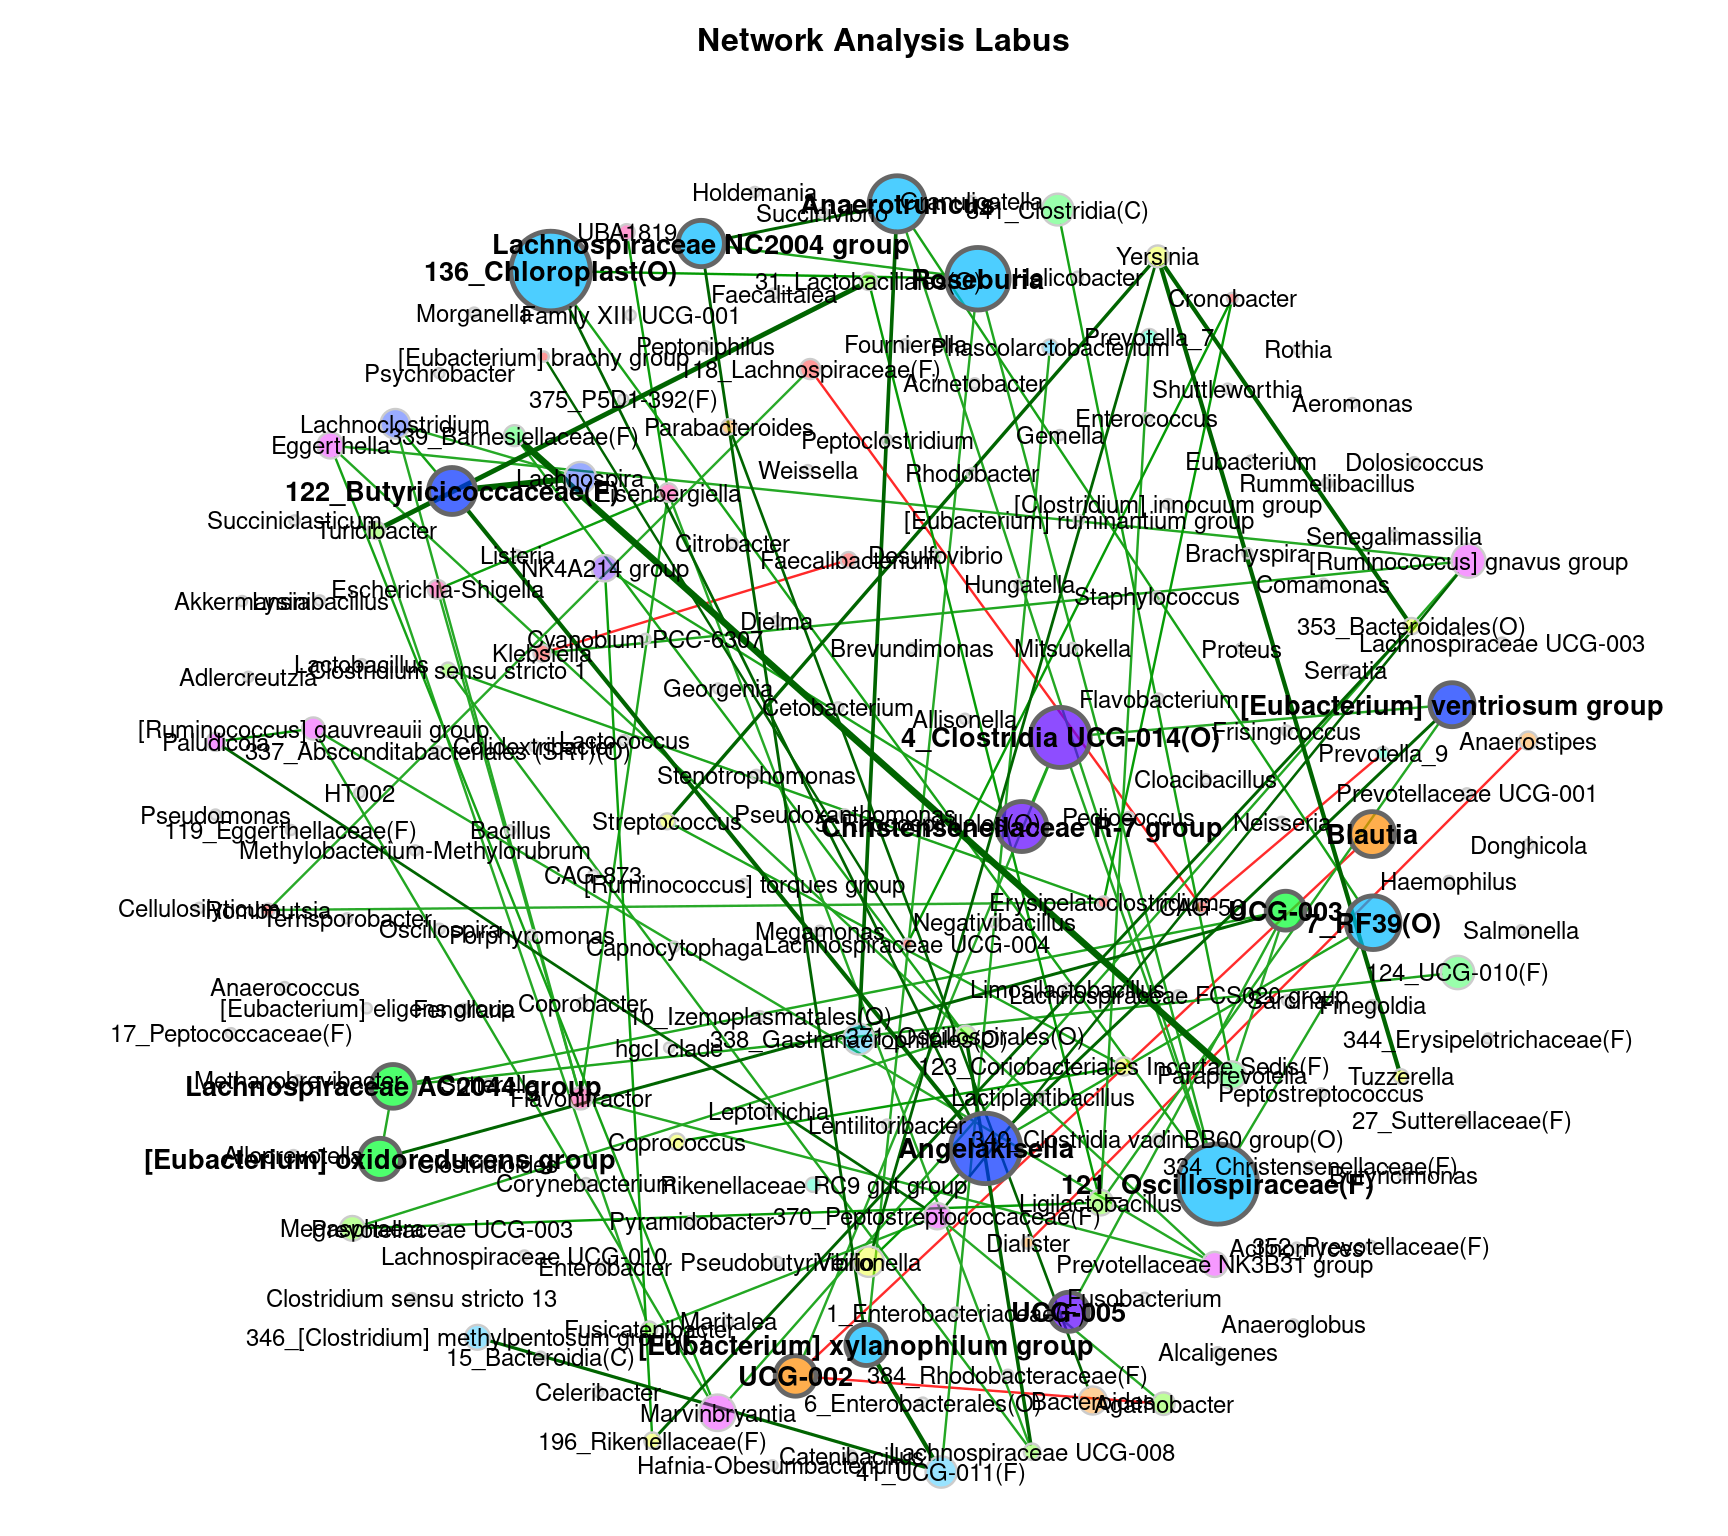 Network Analysis Labus
Holdemania
Anaerotruncus
Granulicatella
341_Clostridia(C)
Succinivibrio
UBA1819
Lachnospiraceae NC2004 group
Yersinia
136_Chloroplast(O)
31_Lactobacillales(O)
Roseburia
Helicobacter
Faecalitalea
Cronobacter
Morganella
Family XIII UCG-001
Peptoniphilus
Fournierella
Phascolarctobacterium
Prevotella_7
Rothia
[Eubacterium] brachy group
Psychrobacter
118_Lachnospiraceae(F)
Acinetobacter
Shuttleworthia
375_P5D1-392(F)
Aeromonas
Lachnoclostridium
Enterococcus
Eggerthella
339_Barnesiellaceae(F)
Parabacteroides
Peptoclostridium
Gemella
Weissella
Rhodobacter
Eubacterium
Dolosicoccus
Lachnospira
Rummeliibacillus
122_Butyricicoccaceae(F)
Eisenbergiella
[Clostridium] innocuum group
Succiniclasticum
[Eubacterium] ruminantium group
Turicibacter
Senegalimassilia
Citrobacter
Listeria
Faecalibacterium
Desulfovibrio
Brachyspira
[Ruminococcus] gnavus group
NK4A214 group
Hungatella
Comamonas
Escherichia-Shigella
Staphylococcus
Akkermansia
Lysinibacillus
Dielma
353_Bacteroidales(O)
Cyanobium PCC-6307
Lachnospiraceae UCG-003
Klebsiella
Brevundimonas
Mitsuokella
Proteus
Lactobacillus
Clostridium sensu stricto 1
Serratia
Adlercreutzia
Georgenia
Flavobacterium
[Eubacterium] ventriosum group
Cetobacterium
Allisonella
[Ruminococcus] gauvreauii group
Paludicola
4_Clostridia UCG-014(O)
Frisingicoccus
Anaerostipes
337_Absconditabacteriales (SR1)(O)
Calidextribacter
Lactococcus
Prevotella_9
Stenotrophomonas
Cloacibacillus
HT002
Prevotellaceae UCG-001
Pseudomonas
Streptococcus
Pseudoxanthomonas
Pediococcus
Neisseria
119_Eggerthellaceae(F)
Bacillus
Christensenellaceae R-7 group
Blautia
Methylobacterium-Methylorubrum
Donghicola
CAG-873
[Ruminococcus] torques group
Haemophilus
Cellulosilyticum
Romboutsia
Erysipelatoclostridium
CAG-56
UCG-003
Terrisporobacter
Oscillospira
Porphyromonas
Negativibacillus
7_RF39(O)
Salmonella
Megamonas
Capnocytophaga
Lachnospiraceae UCG-004
124_UCG-010(F)
Anaerococcus
Limosilactobacillus
Lachnospiraceae FCS020 group
[Eubacterium] eligens group
Fenollaria
Coprobacter
Sardina
Finegoldia
10_Izemoplasmatales(O)
17_Peptococcaceae(F)
338_Gastranaerophilales(O)
371_Oscillospirales(O)
344_Erysipelotrichaceae(F)
hgcI clade
123_Coriobacteriales Incertae Sedis(F)
Paraprevotella
Tuzzerella
Methanobrevibacter
Lachnospiraceae AC2044 group
Sutterella
Peptostreptococcus
Flavonifractor
Lactiplantibacillus
Leptotrichia
27_Sutterellaceae(F)
Lentilitoribacter
Coprococcus
340_Clostridia vadinBB60 group(O)
Angelakisella
Alloprevotella
[Eubacterium] oxidoreducens group
Clostridioides
334_Christensenellaceae(F)
Butyricimonas
Corynebacterium
Rikenellaceae RC9 gut group
121_Oscillospiraceae(F)
Ligilactobacillus
370_Peptostreptococcaceae(F)
Pyramidobacter
Megasphaera
Prevotellaceae UCG-003
Dialister
Actinomyces
352_Prevotellaceae(F)
Lachnospiraceae UCG-010
Enterobacter
Pseudobutyrivibrio
Veillonella
Prevotellaceae NK3B31 group
Clostridium sensu stricto 13
Fusobacterium
1_Enterobacteriaceae(F)
UCG-005
Maritalea
Anaeroglobus
Fusicatenibacter
346_[Clostridium] methylpentosum group(F)
[Eubacterium] xylanophilum group
Alcaligenes
15_Bacteroidia(C)
UCG-002
384_Rhodobacteraceae(F)
Celeribacter
6_Enterobacterales(O)
Bacteroides
Agathobacter
Marvinbryantia
196_Rikenellaceae(F)
Lachnospiraceae UCG-008
Catenibacillus
Hafnia-Obesumbacterium
41_UCG-011(F)